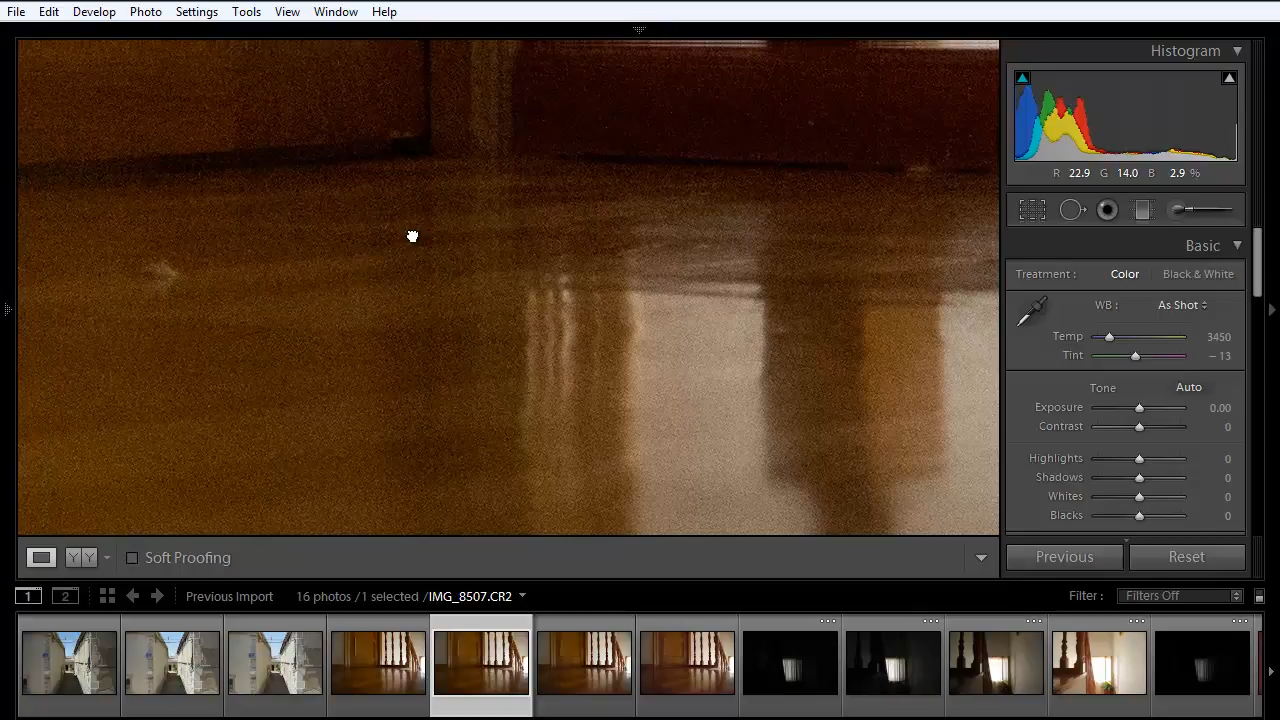 File Edit Develop Photo Settings Tools View Window Help
Histogram
R 22.9 G 14.0 B 2.9 %
Basic
Treatment : Color Black & White
WB : As Shot
Temp 3450
Tint – 13
Tone Auto
Exposure 0.00
Contrast 0
Highlights 0
Shadows 0
Whites 0
Blacks 0
Previous Reset
Y Y Soft Proofing
1 2 Previous Import 16 photos /1 selected /IMG_8507.CR2 Filter : Filters Off